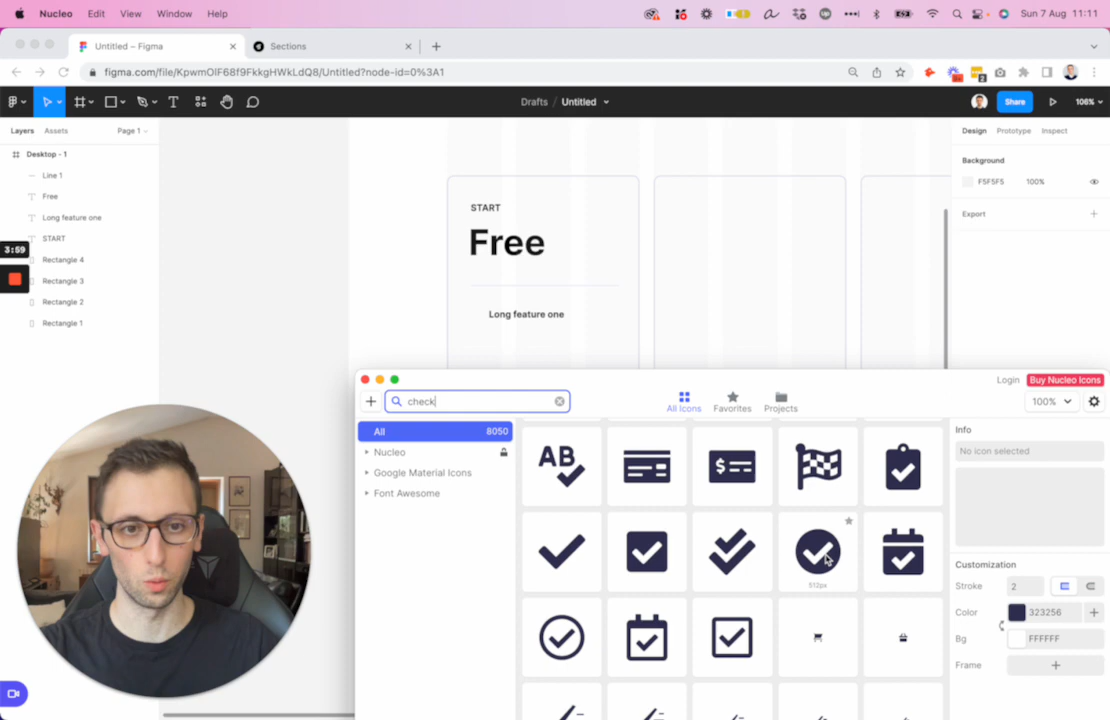 Nucleo Edit View Window Help
Sun 7 Aug 11:11
Untitled – Figma
Sections
figma.com/file/KpwmOlF68f9FkkgHWkLdQ8/Untitled?node-id=0%3A1
Drafts / Untitled
Share
106%
Layers Assets
Page 1
Design Prototype Inspect
Desktop - 1
Line 1
Free
Long feature one
START
Rectangle 4
Rectangle 3
Rectangle 2
Rectangle 1
3:59
START
Free
Long feature one
Background
F5F5F5 100%
Export
check
All Icons
Favorites
Projects
Login
Buy Nucleo Icons
100%
All 8050
Nucleo
Google Material Icons
Font Awesome
AB
$
512px
Info
No icon selected
Customization
Stroke 2
Color 323256
Bg FFFFFF
Frame